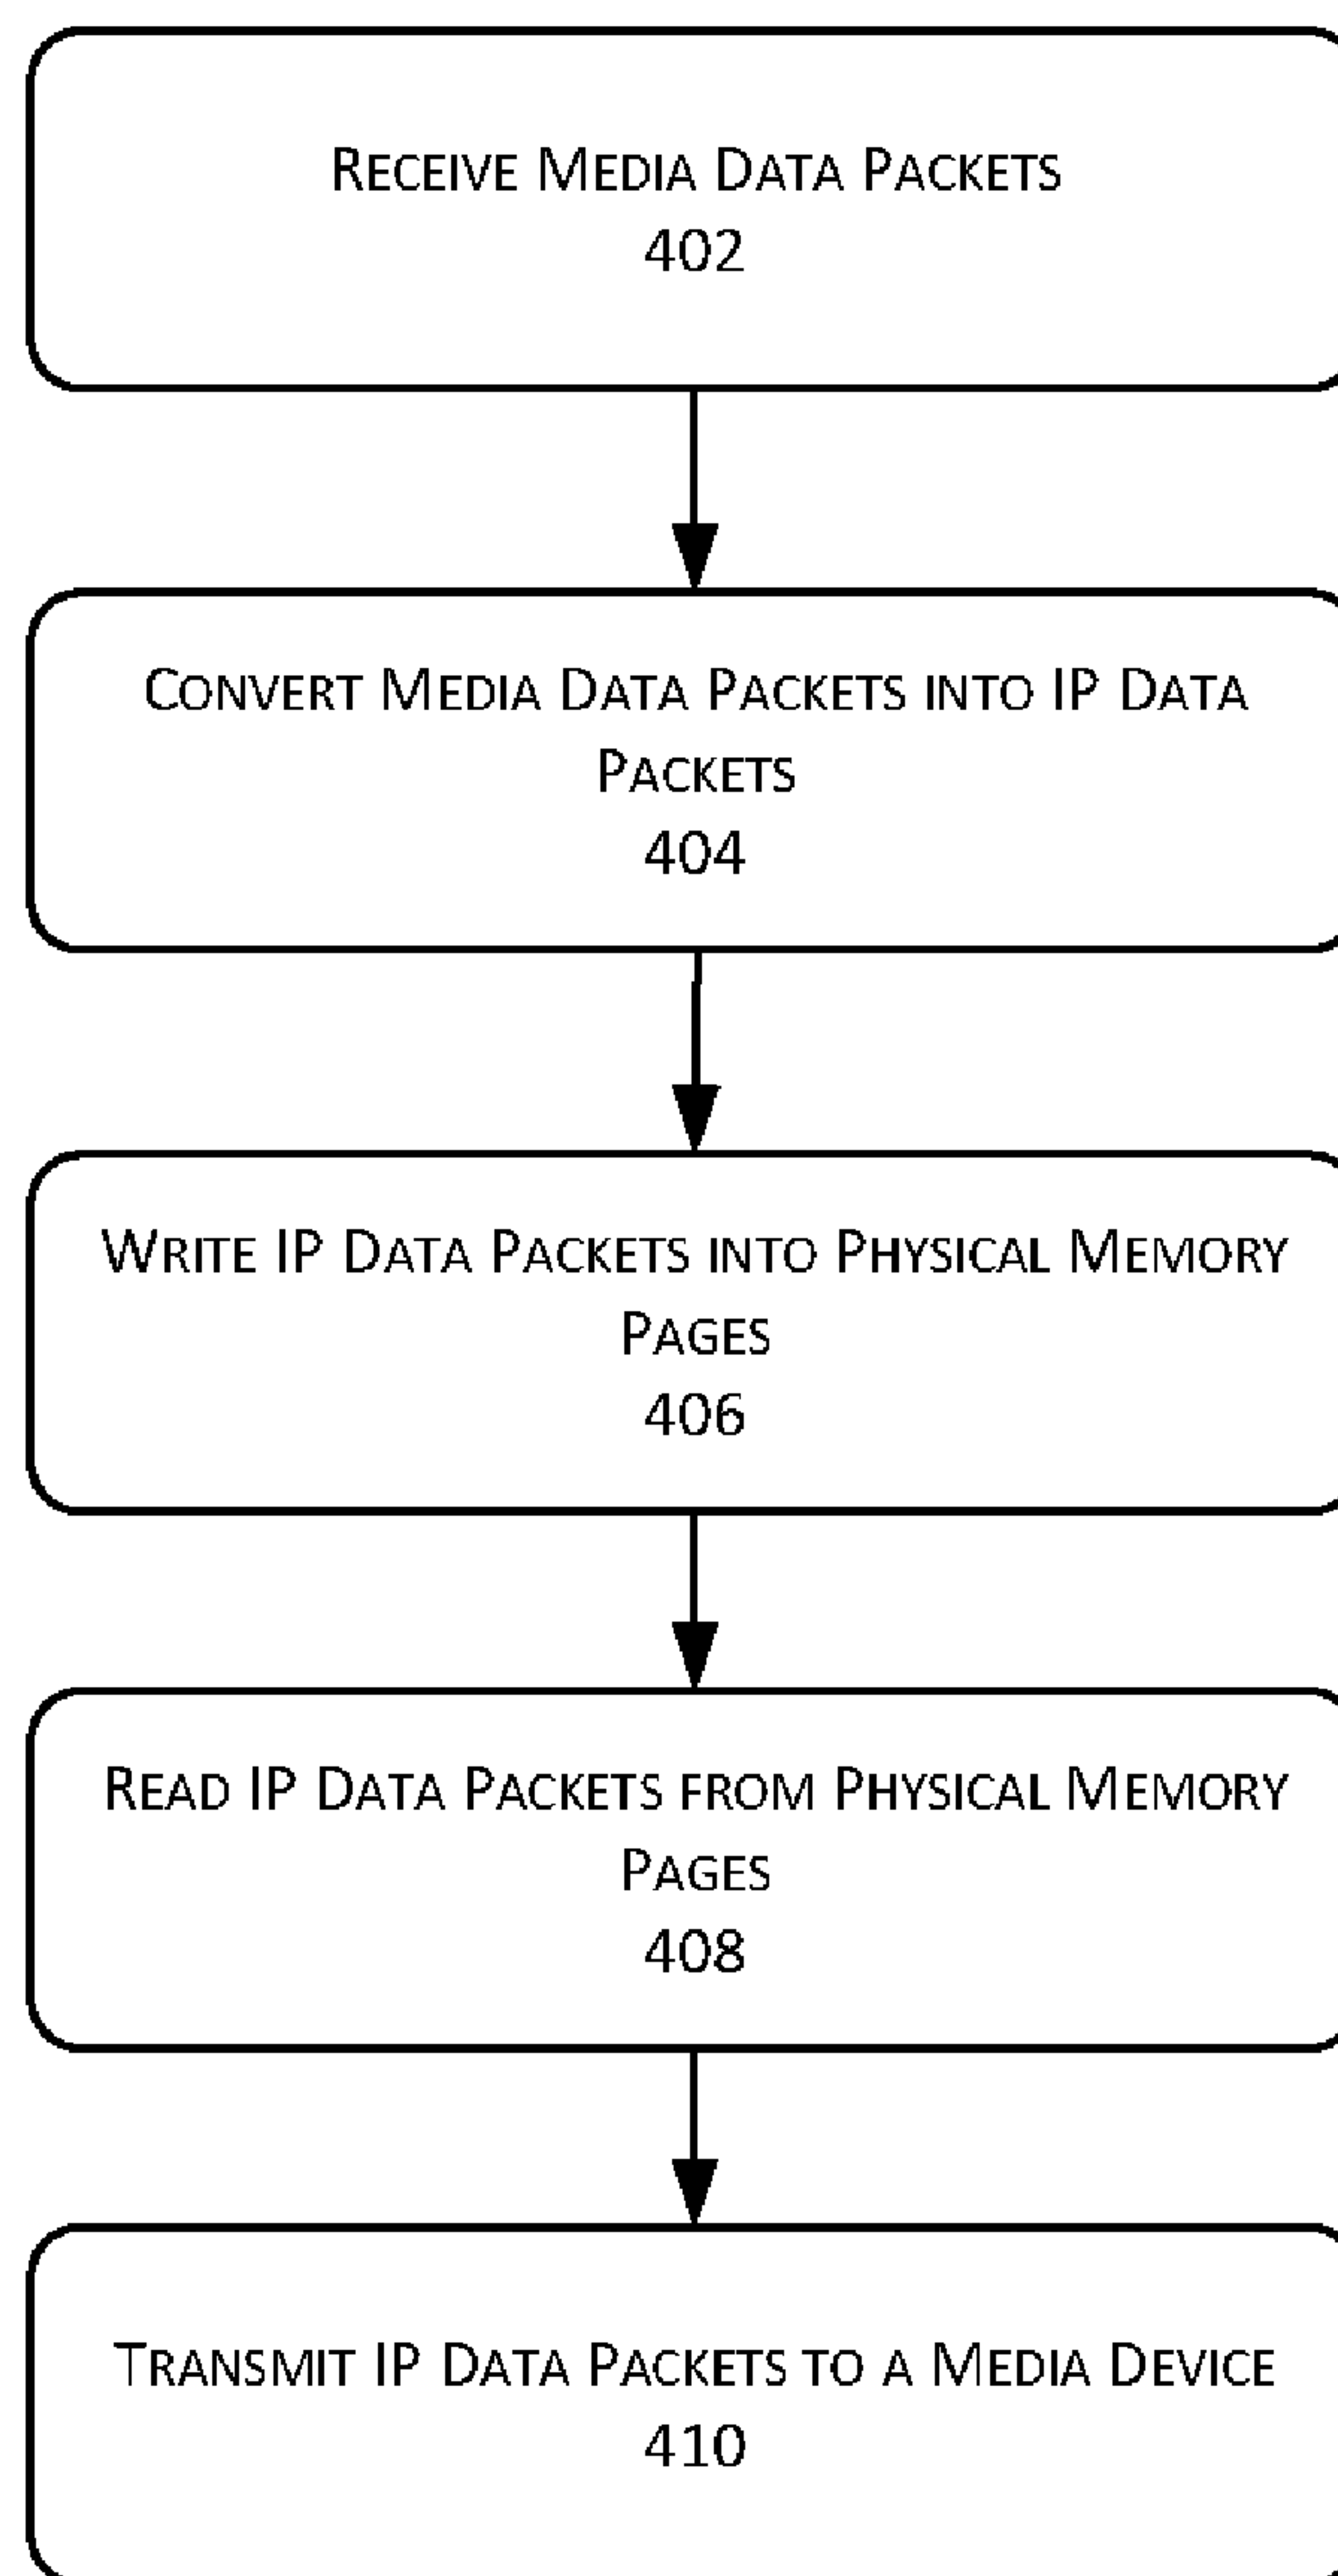 RECEIVE MEDIA DATA PACKETS
402
CONVERT MEDIA DATA PACKETS INTO IP DATA
PACKETS
404
WRITE IP DATA PACKETS INTO PHYSICAL MEMORY
PAGES
406
READ IP DATA PACKETS FROM PHYSICAL MEMORY
PAGES
408
TRANSMIT IP DATA PACKETS TO A MEDIA DEVICE
410